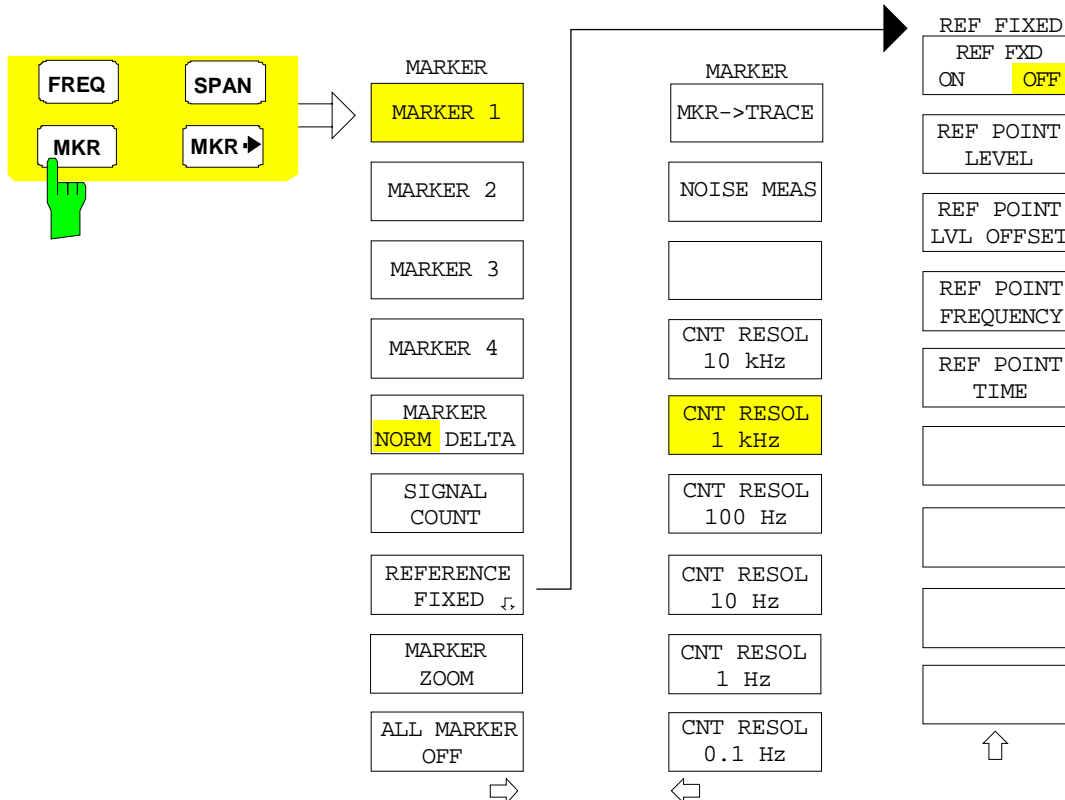 FREQ
SPAN
MKR
MKR
MARKER
MARKER 1
MARKER 2
MARKER 3
MARKER 4
MARKER
NORM DELTA
SIGNAL
COUNT
REFERENCE
FIXED
MARKER
ZOOM
ALL MARKER
OFF
MARKER
MKR->TRACE
NOISE MEAS
CNT RESOL
10 kHz
CNT RESOL
1 kHz
CNT RESOL
100 Hz
CNT RESOL
10 Hz
CNT RESOL
1 Hz
CNT RESOL
0.1 Hz
REF FIXED
REF FXD
ON OFF
REF POINT
LEVEL
REF POINT
LVL OFFSET
REF POINT
FREQUENCY
REF POINT
TIME